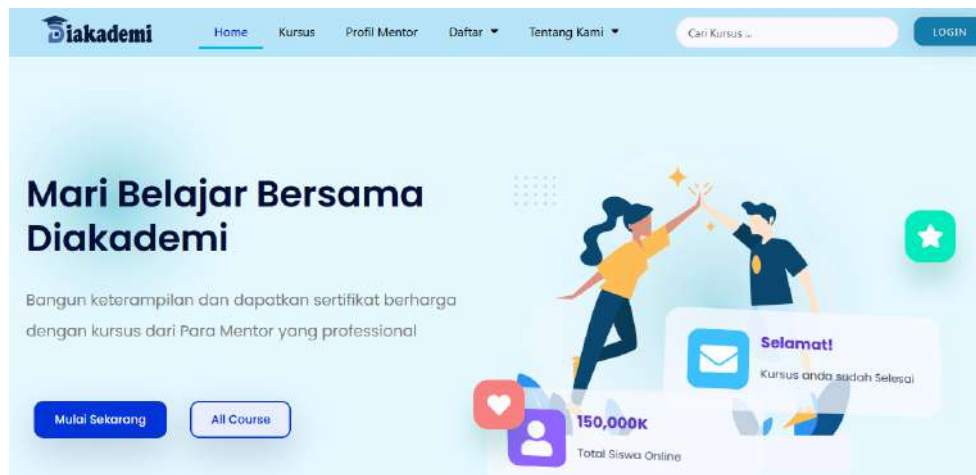 Diakademi
Home Kursus Profil Mentor Daftar Tentang Kami Cari Kursus ... LOGIN
Mari Belajar Bersama
Diakademi
Bangun keterampilan dan dapatkan sertifikat berharga
dengan kursus dari Para Mentor yang professional
Mulai Sekarang All Course
Selamat!
Kursus anda sudah Selesai
150,000K
Total Siswa Online